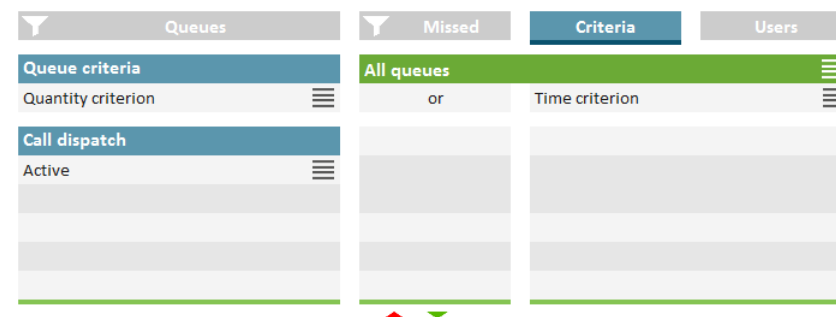 Queues Missed Criteria Users
Queue criteria All queues
Quantity criterion or Time criterion
Call dispatch
Active